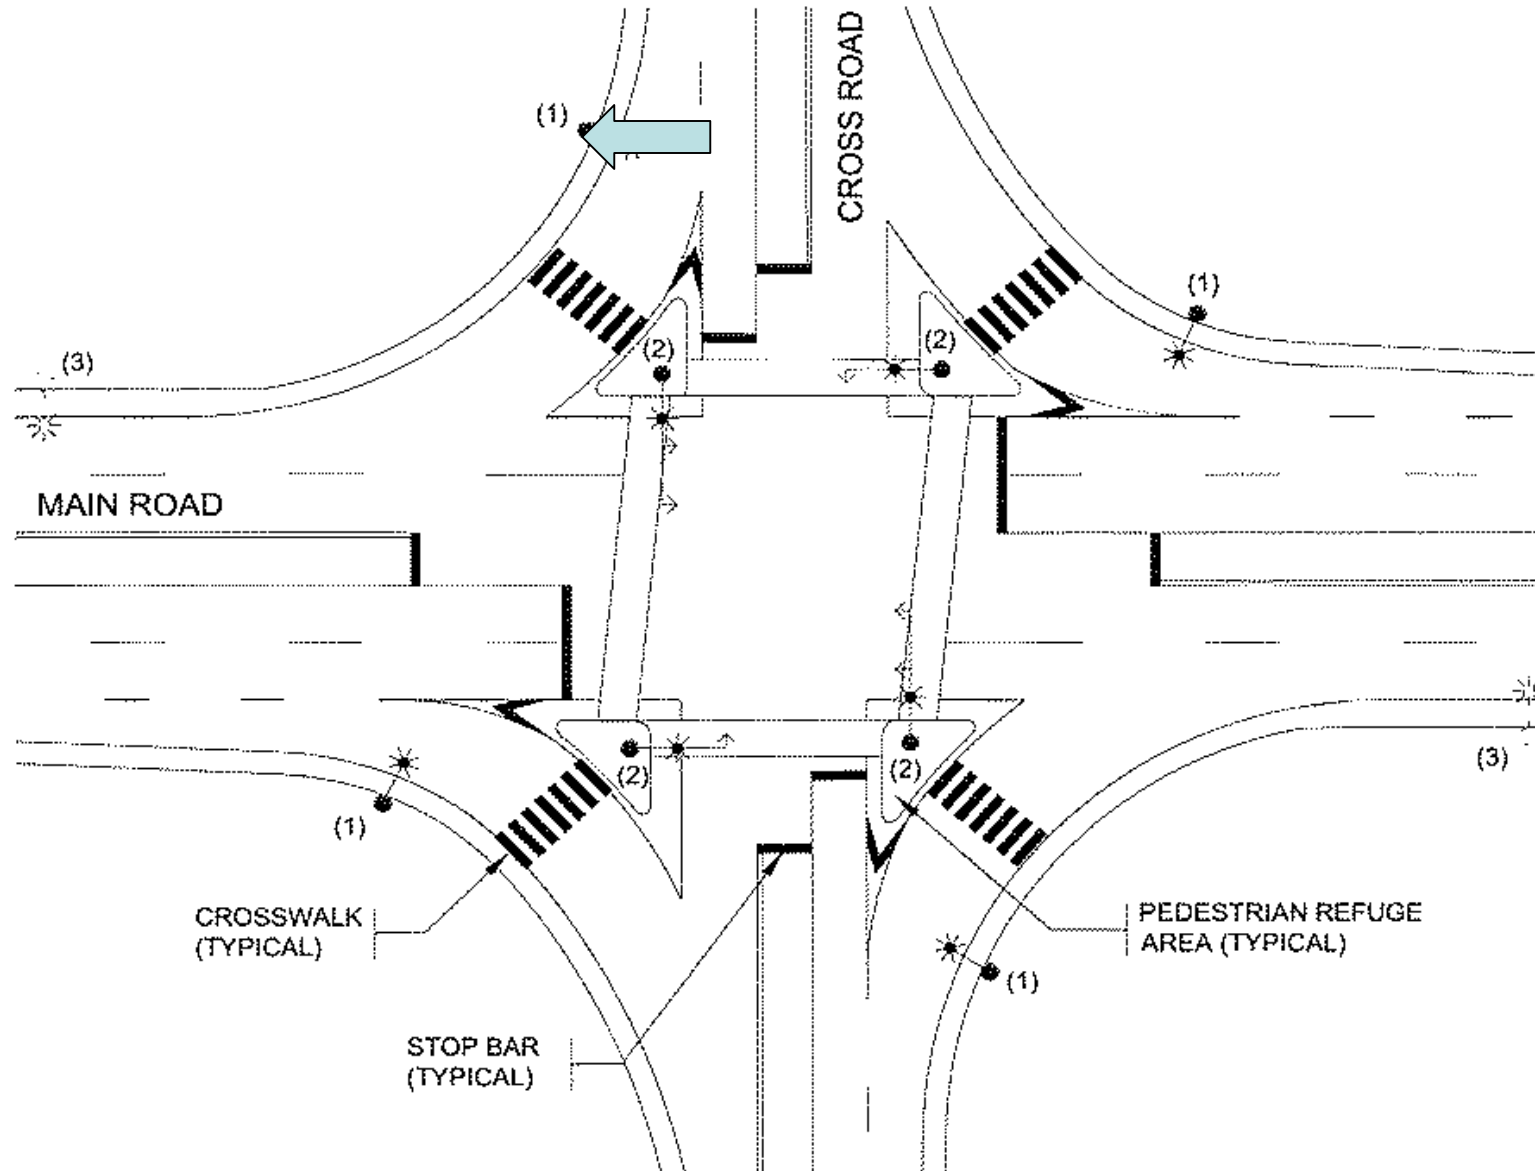 (1)
CROSS ROAD
(1)
(3)
(2)
(2)
MAIN ROAD
(2)
(2)
(3)
(1)
CROSSWALK
(TYPICAL)
PEDESTRIAN REFUGE
AREA (TYPICAL)
(1)
STOP BAR
(TYPICAL)